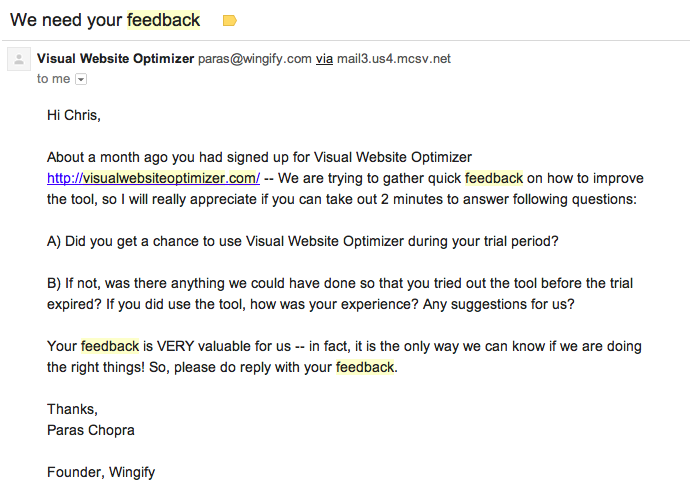 We need your feedback
Visual Website Optimizer paras@wingify.com via mail3.us4.mcsv.net
to me
Hi Chris,
About a month ago you had signed up for Visual Website Optimizer
http://visualwebsiteoptimizer.com/ -- We are trying to gather quick feedback on how to improve
the tool, so I will really appreciate if you can take out 2 minutes to answer following questions:
A) Did you get a chance to use Visual Website Optimizer during your trial period?
B) If not, was there anything we could have done so that you tried out the tool before the trial
expired? If you did use the tool, how was your experience? Any suggestions for us?
Your feedback is VERY valuable for us -- in fact, it is the only way we can know if we are doing
the right things! So, please do reply with your feedback.
Thanks,
Paras Chopra
Founder, Wingify